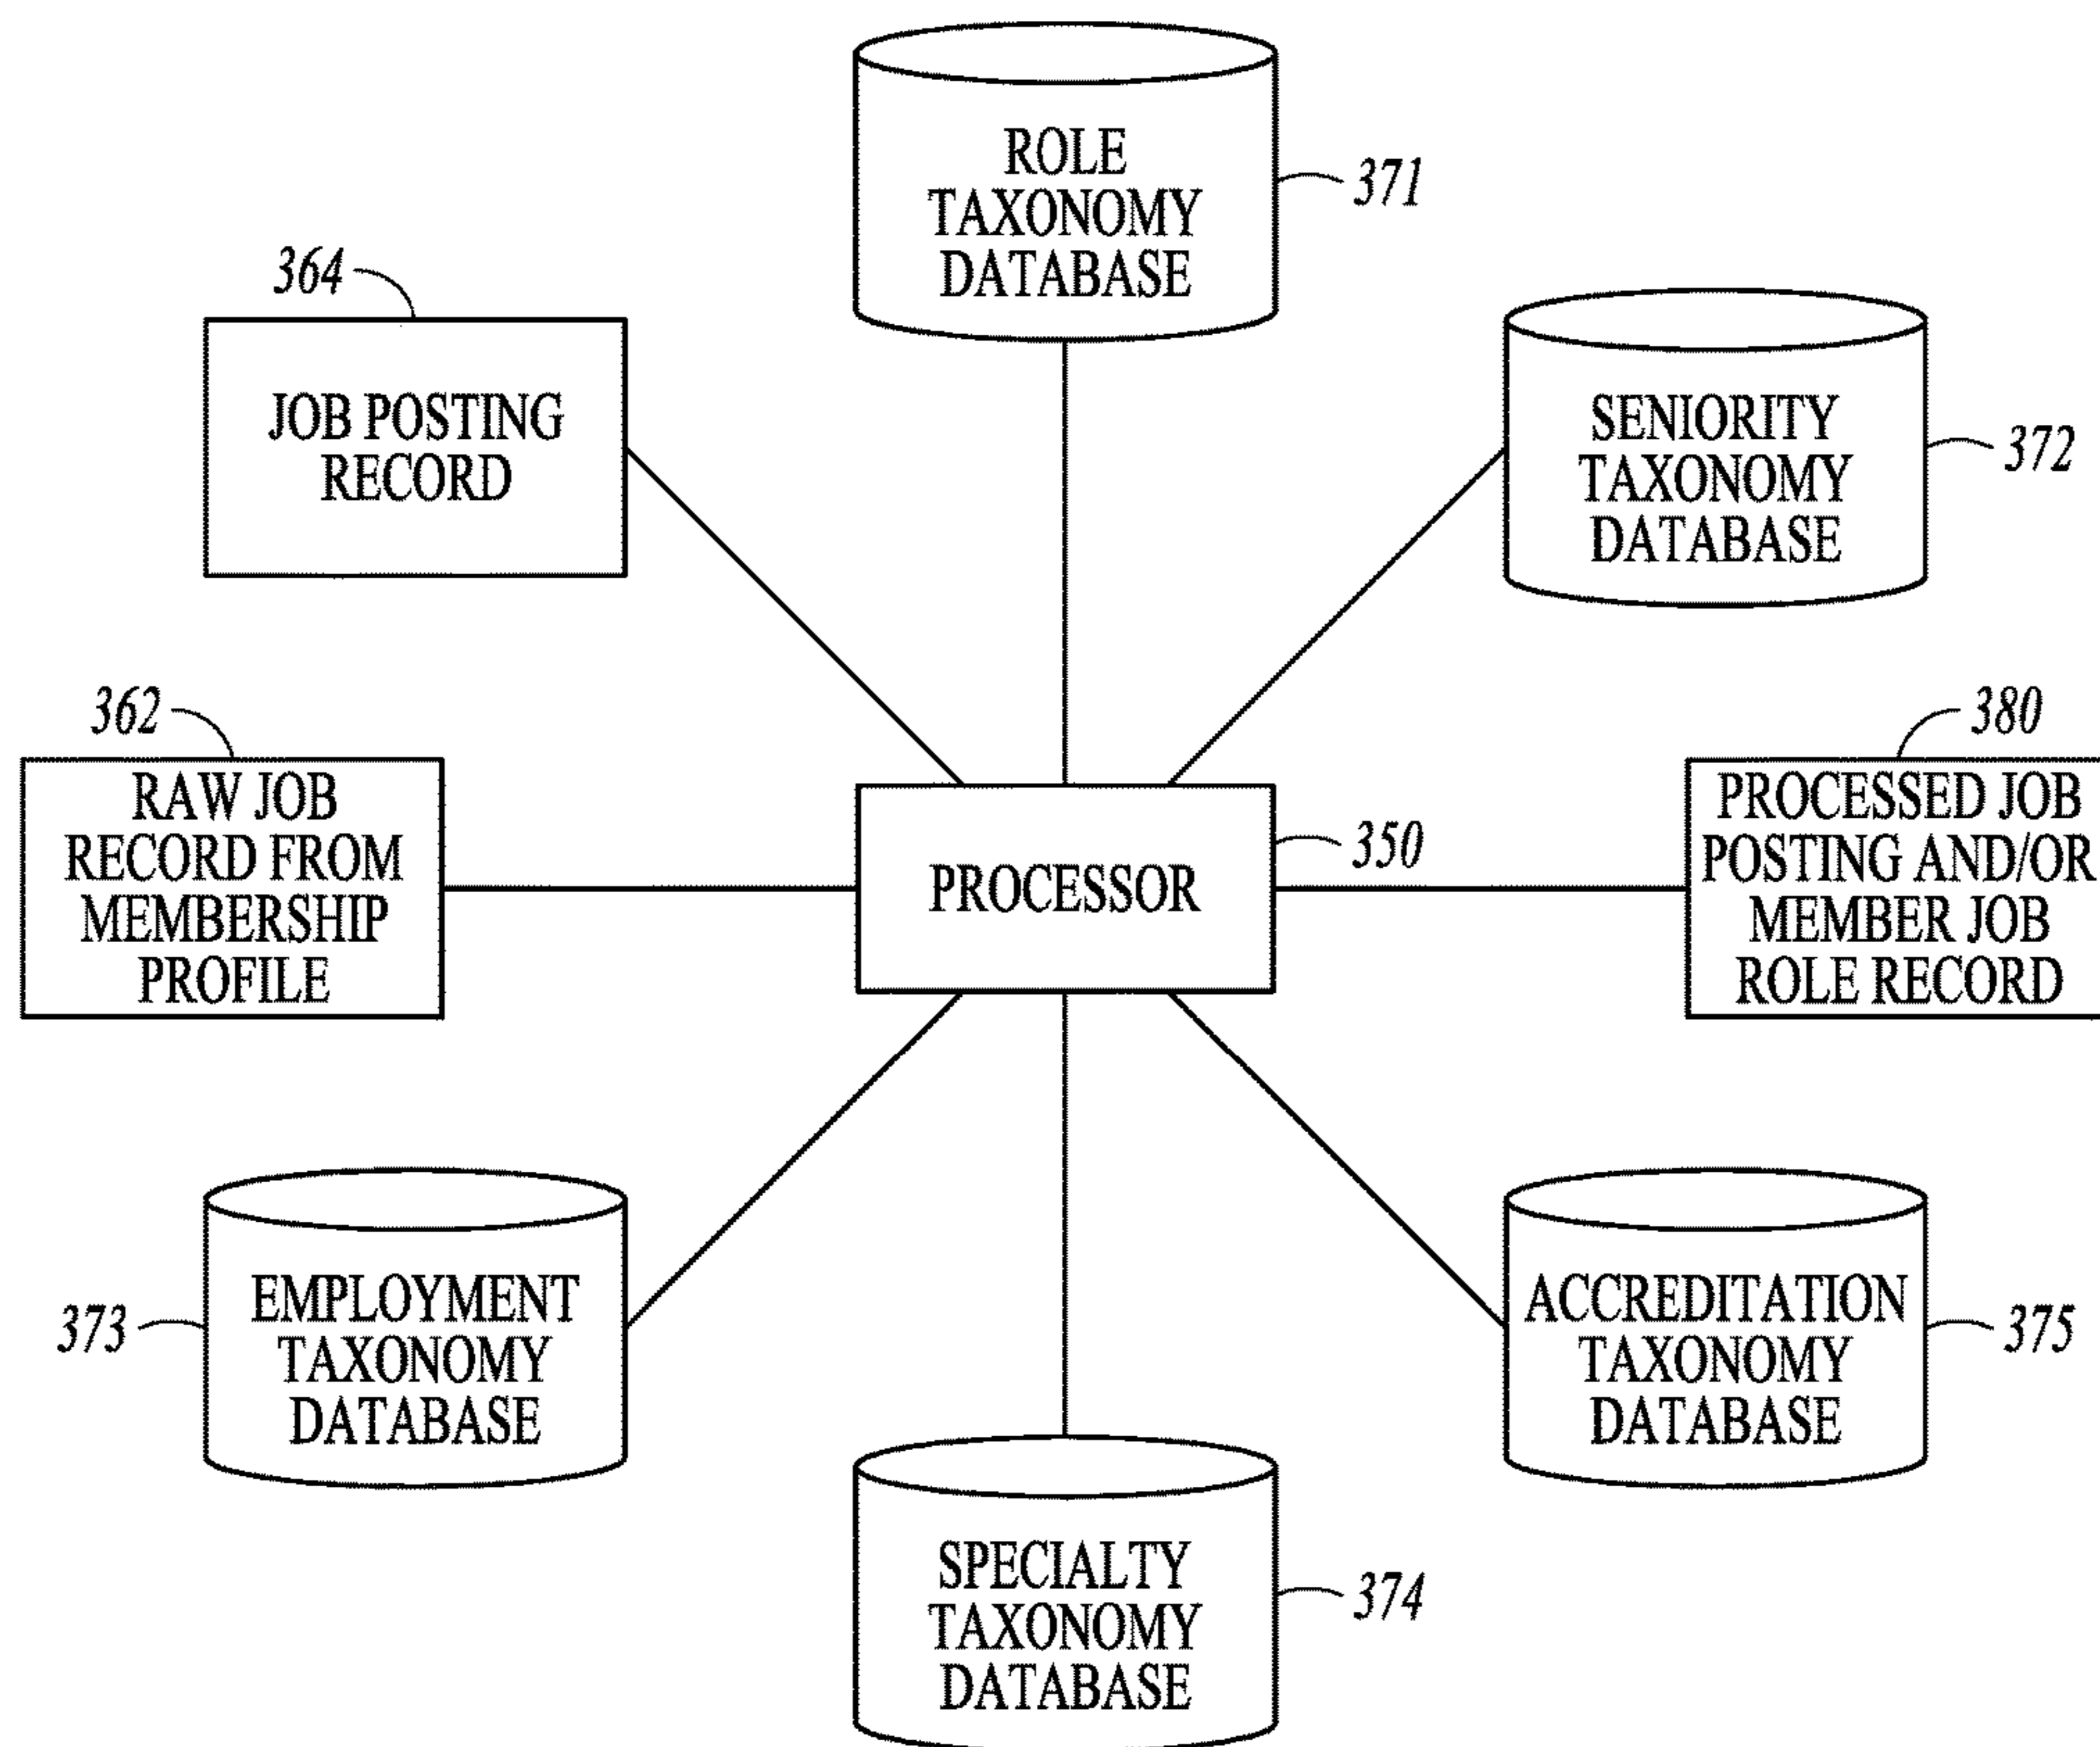 ROLE
TAXONOMY
DATABASE
371
364
JOB POSTING
RECORD
SENIORITY
TAXONOMY
DATABASE
372
362
RAW JOB
RECORD FROM
MEMBERSHIP
PROFILE
PROCESSOR
350
380
PROCESSED JOB
POSTING AND/OR
MEMBER JOB
ROLE RECORD
373
EMPLOYMENT
TAXONOMY
DATABASE
SPECIALTY
TAXONOMY
DATABASE
374
ACCREDITATION
TAXONOMY
DATABASE
375